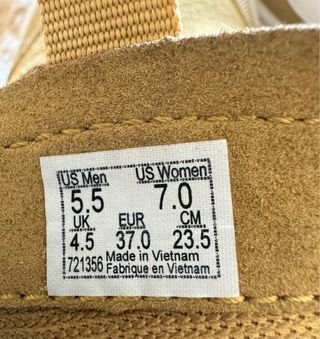 US Men US Women
5.5 7.0
UK EUR CM
4.5 37.0 23.5
721356 Made in Vietnam
Fabrique en Vietnam